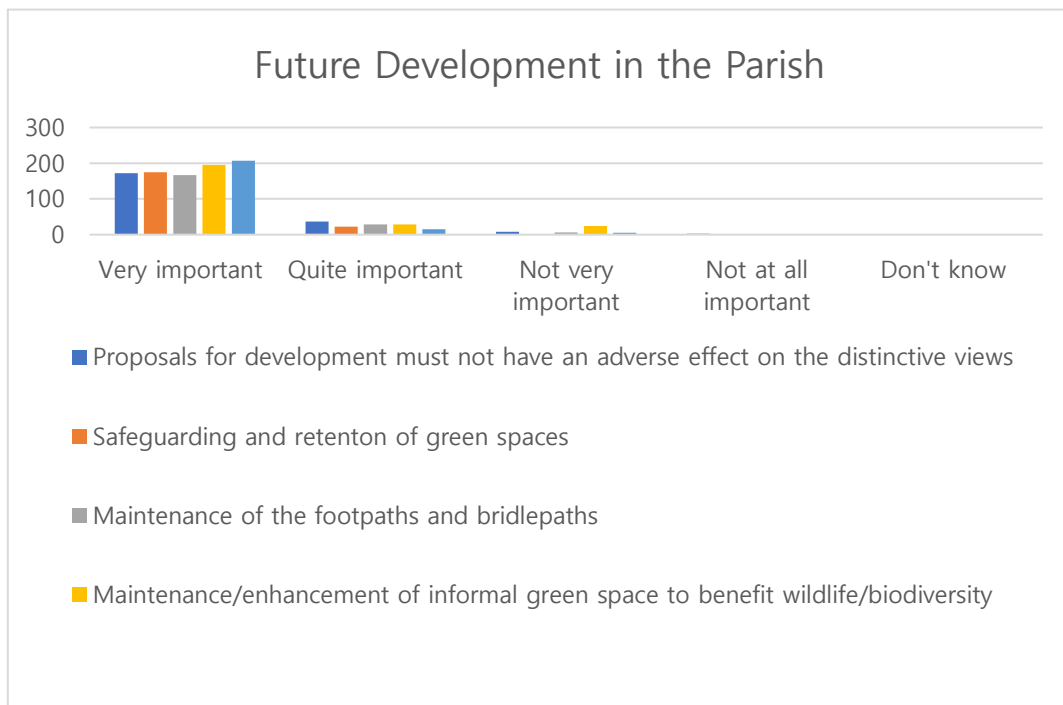 Future Development in the Parish
300
200
100
0
Very important
Quite important
Not very
important
Not at all
important
Don't know
Proposals for development must not have an adverse effect on the distinctive views
Safeguarding and retenton of green spaces
Maintenance of the footpaths and bridlepaths
Maintenance/enhancement of informal green space to benefit wildlife/biodiversity